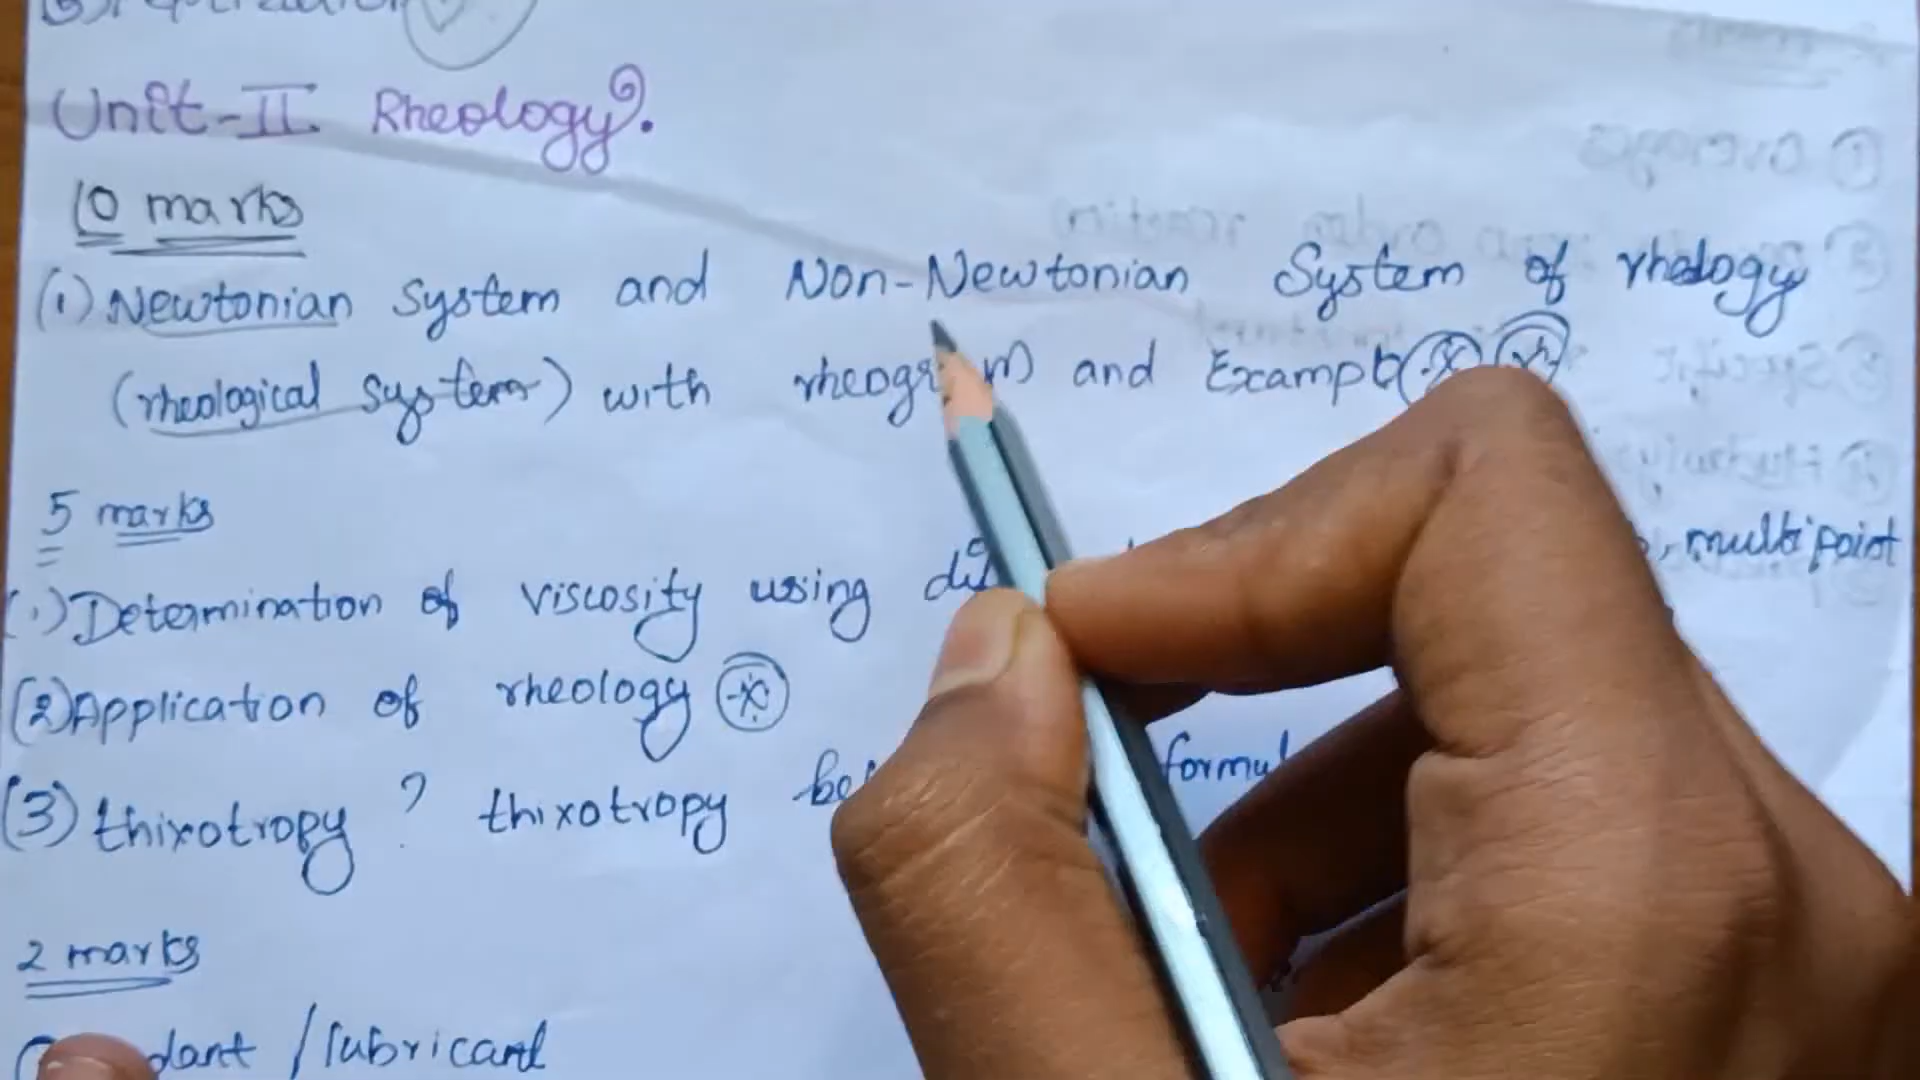 Unit-II Rheology.
10 marks
(1) Newtonian System and Non-Newtonian System of rheology
(rheological System) with and Example
5 marks
(1) Determination of viscosity using , multipoint
(2) Application of rheology
(3) thixotropy ? thixotropy
2 marks
/ lubricant